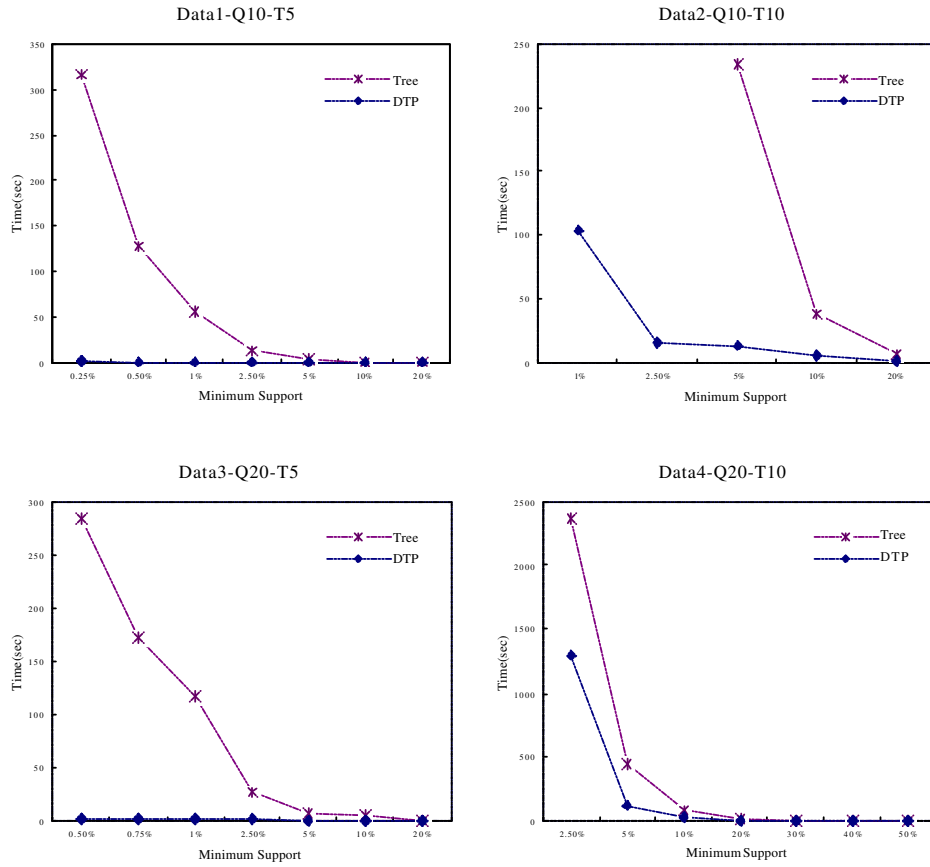 Data1-Q10-T5
350
300
250
200
150
100
50
0
Time(sec)
Tree
DTP
0.25%
0.50%
1%
2.50%
5%
10%
20%
Minimum Support
Data2-Q10-T10
250
200
150
100
50
0
Time(sec)
Tree
DTP
1%
2.50%
5%
10%
20%
Minimum Support
Data3-Q20-T5
300
250
200
150
100
50
0
Time(sec)
Tree
DTP
0.50%
0.75%
1%
2.50%
5%
10%
20%
Minimum Support
Data4-Q20-T10
2500
2000
1500
1000
500
0
Time(sec)
Tree
DTP
2.50%
5%
10%
20%
30%
40%
50%
Minimum Support